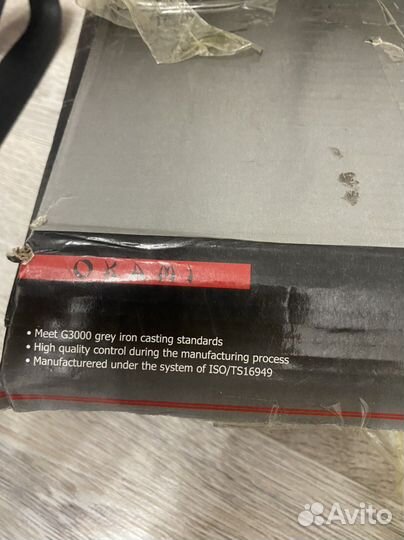 • Meet G3000 grey iron casting standards
• High quality control during the manufacturing process
• Manufacturered under the system of ISO/TS16949
Avito